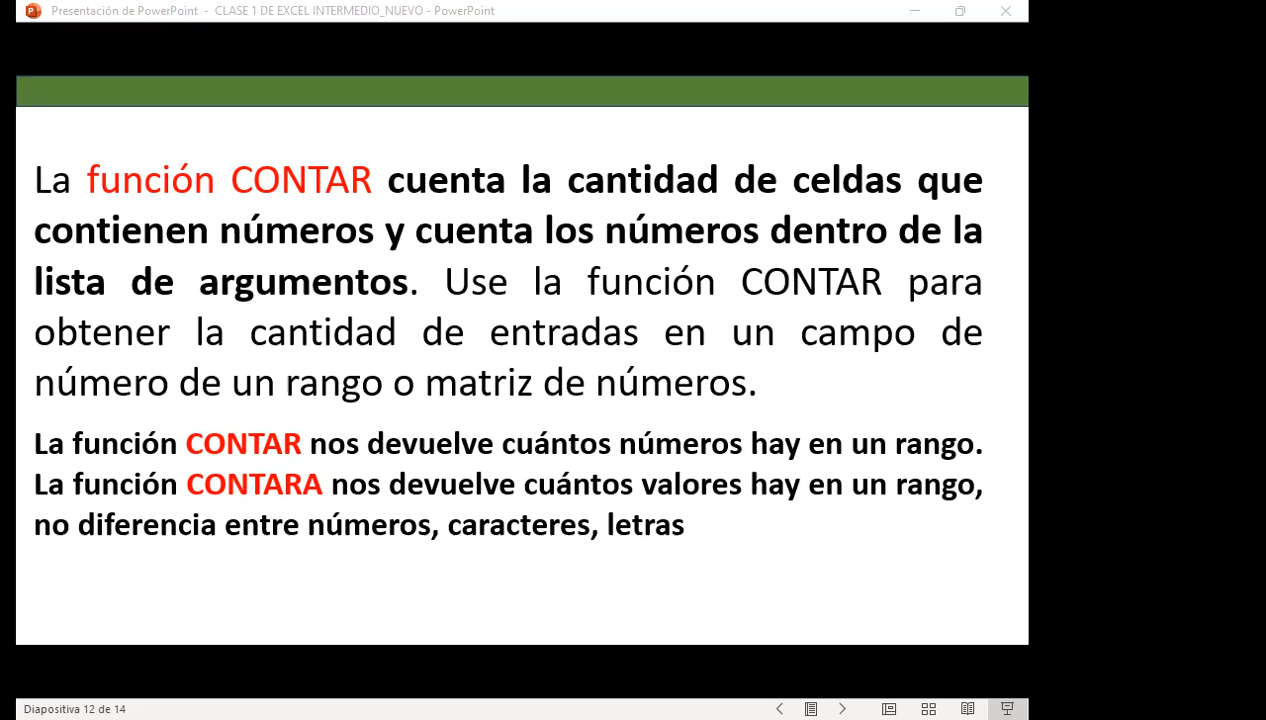 Presentación de PowerPoint - CLASE 1 DE EXCEL INTERMEDIO_NUEVO - PowerPoint
La función CONTAR cuenta la cantidad de celdas que
contienen números y cuenta los números dentro de la
lista de argumentos. Use la función CONTAR para
obtener la cantidad de entradas en un campo de
número de un rango o matriz de números.
La función CONTAR nos devuelve cuántos números hay en un rango.
La función CONTARA nos devuelve cuántos valores hay en un rango,
no diferencia entre números, caracteres, letras
Diapositiva 12 de 14